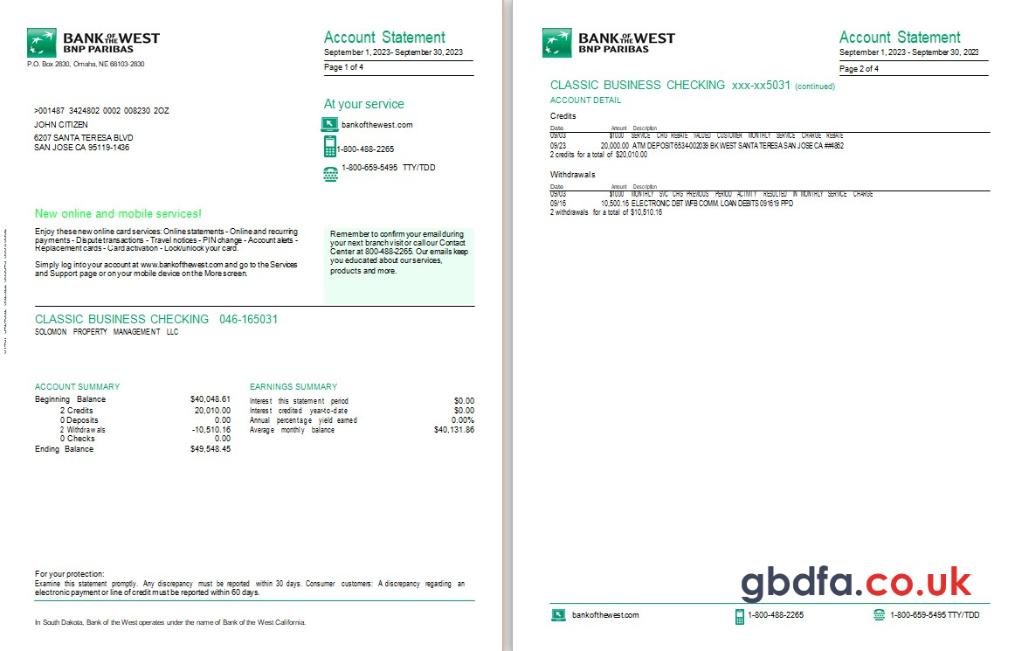 BANK OF THE WEST
BNP PARIBAS
P.O. Box 2830, Omaha, NE 68103-2830
Account Statement
September 1, 2023- September 30, 2023
Page 1 of 4
>001487 3424802 0002 008230 2OZ
JOHN CITIZEN
6207 SANTA TERESA BLVD
SAN JOSE CA 95119-1436
At your service
bankofthewest.com
1-800-488-2265
1-800-659-5495 TTY/TDD
New online and mobile services!
Enjoy these new online card services: Online statements - Online and recurring
payments - Dispute transactions - Travel notices - PIN change - Account alerts -
Replacement cards - Card activation - Lock/unlock your card.
Simply log into your account at www.bankofthewest.com and go to the Services
and Support page or on your mobile device on the More screen.
Remember to confirm your email during
your next branch visit or call our Contact
Center at 800-488-2265. Our emails keep
you educated about our services,
products and more.
CLASSIC BUSINESS CHECKING 046-165031
SOLOMON PROPERTY MANAGEMENT LLC
ACCOUNT SUMMARY
Beginning Balance $40,048.61
2 Credits 20,010.00
0 Deposits 0.00
2 Withdrawals -10,510.16
0 Checks 0.00
Ending Balance $49,548.45
EARNINGS SUMMARY
Interest this statement period $0.00
Interest credited year-to-date $0.00
Annual percentage yield earned 0.00%
Average monthly balance $40,131.86
For your protection:
Examine this statement promptly. Any discrepancy must be reported within 30 days. Consumer customers: A discrepancy regarding an
electronic payment or line of credit must be reported within 60 days.
In South Dakota, Bank of the West operates under the name of Bank of the West California.
BANK OF THE WEST
BNP PARIBAS
Account Statement
September 1, 2023 - September 30, 2023
Page 2 of 4
CLASSIC BUSINESS CHECKING xxx-xx5031 (continued)
ACCOUNT DETAIL
Credits
Date Amount Description
09/03 $10.00 SERVICE CHG REBATE VALUED CUSTOMER MONTHLY SERVICE CHARGE REBATE
09/23 20,000.00 ATM DEPOSIT 6534-002039 BK WEST SANTA TERESA SAN JOSE CA ##4862
2 credits for a total of $20,010.00
Withdrawals
Date Amount Description
09/03 $10.00 MONTHLY SVC CHG PREVIOUS PERIOD ACTIVITY RESULTED IN MONTHLY SERVICE CHARGE
09/16 10,500.16 ELECTRONIC DBT WFB COMM. LOAN DEBITS 091619 PPD
2 withdrawals for a total of $10,510.16
gbdfa.co.uk
bankofthewest.com
1-800-488-2265
1-800-659-5495 TTY/TDD